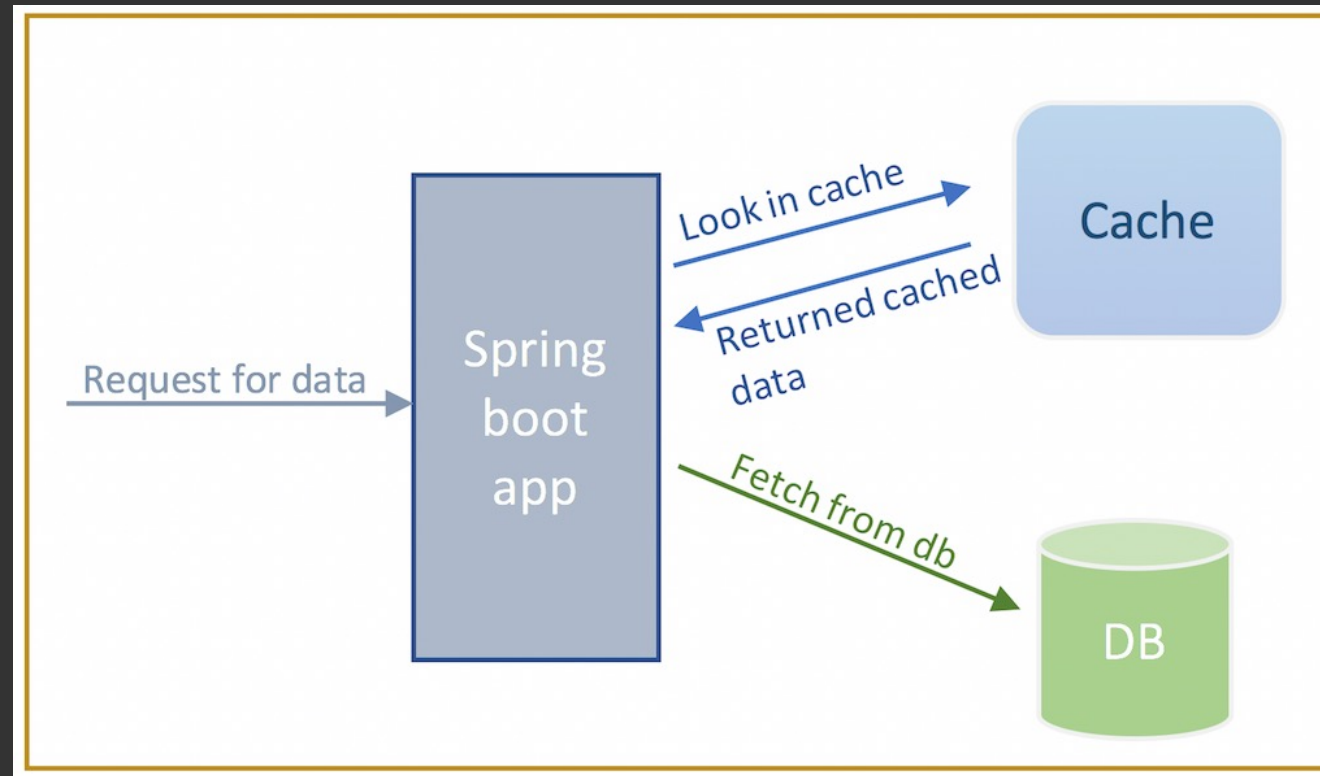 Request for data
Spring
boot
app
Look in cache
Returned cached
data
Cache
Fetch from db
DB